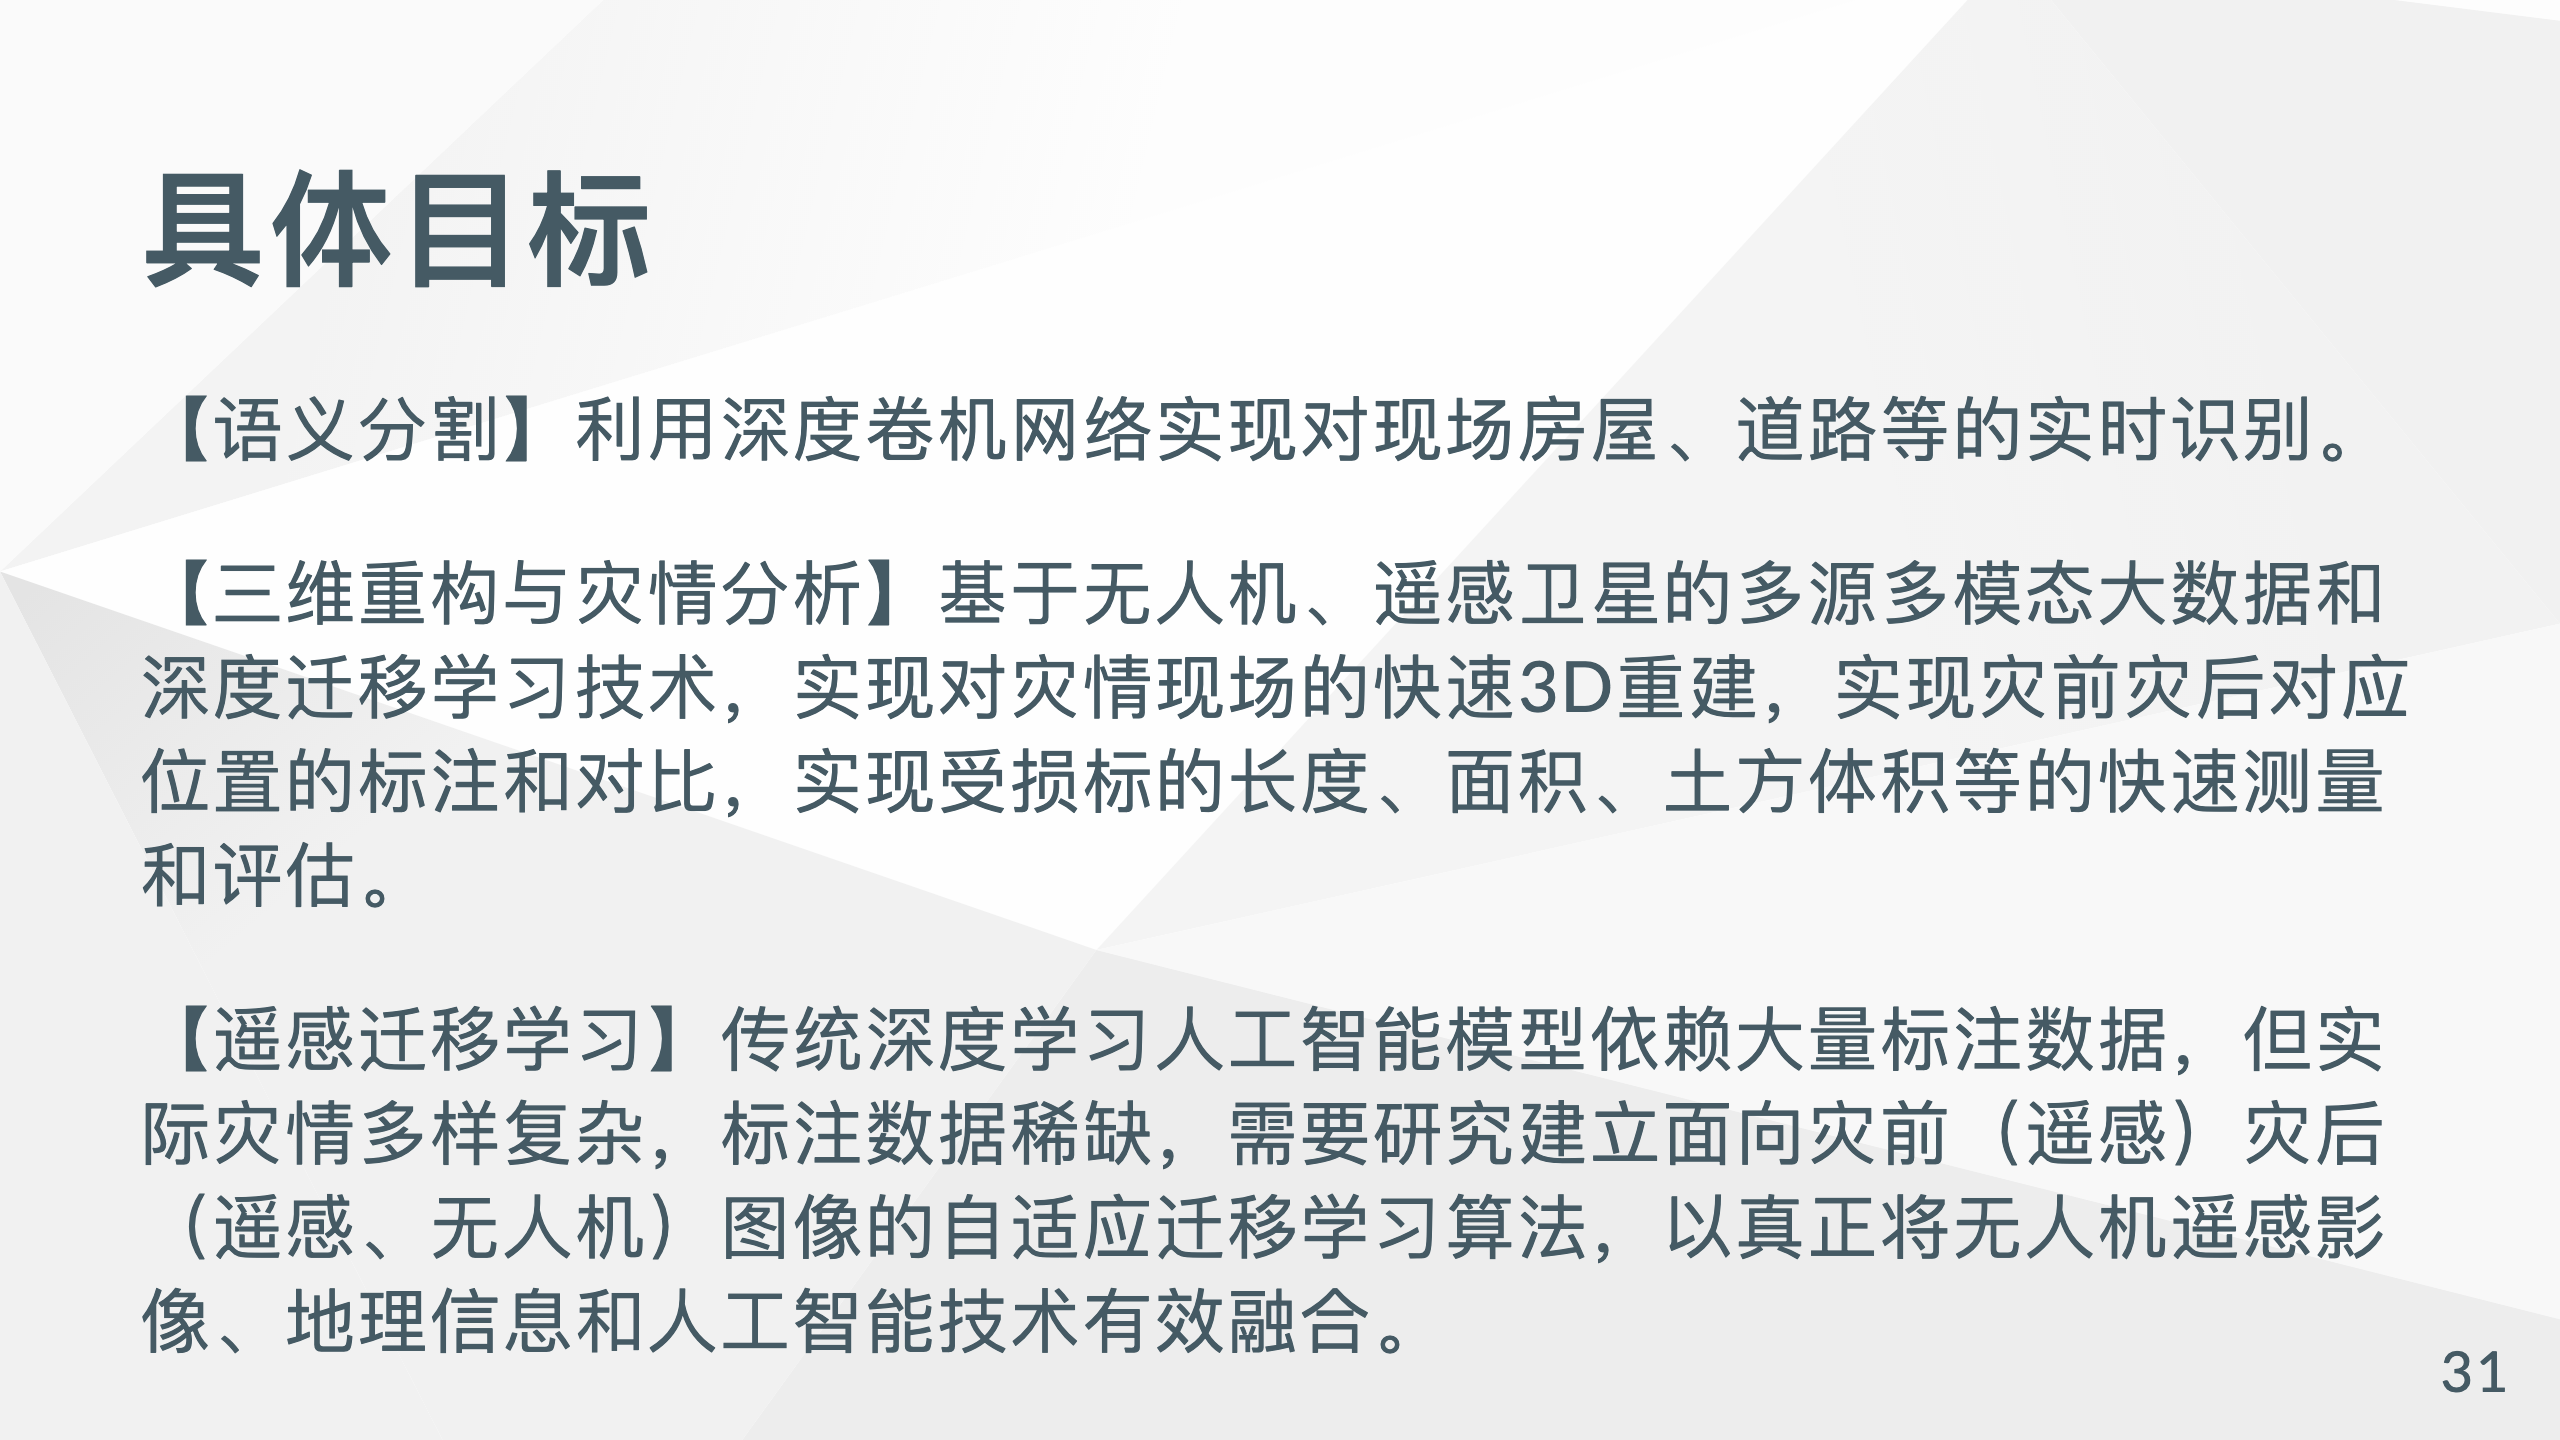 具体目标
【语义分割】利用深度卷机网络实现对现场房屋、道路等的实时识别。
【三维重构与灾情分析】基于无人机、遥感卫星的多源多模态大数据和
深度迁移学习技术，实现对灾情现场的快速3D重建，实现灾前灾后对应
位置的标注和对比，实现受损标的长度、面积、土方体积等的快速测量
和评估。
【遥感迁移学习】传统深度学习人工智能模型依赖大量标注数据，但实
际灾情多样复杂，标注数据稀缺，需要研究建立面向灾前（遥感）灾后
（遥感、无人机）图像的自适应迁移学习算法，以真正将无人机遥感影
像、地理信息和人工智能技术有效融合。
31